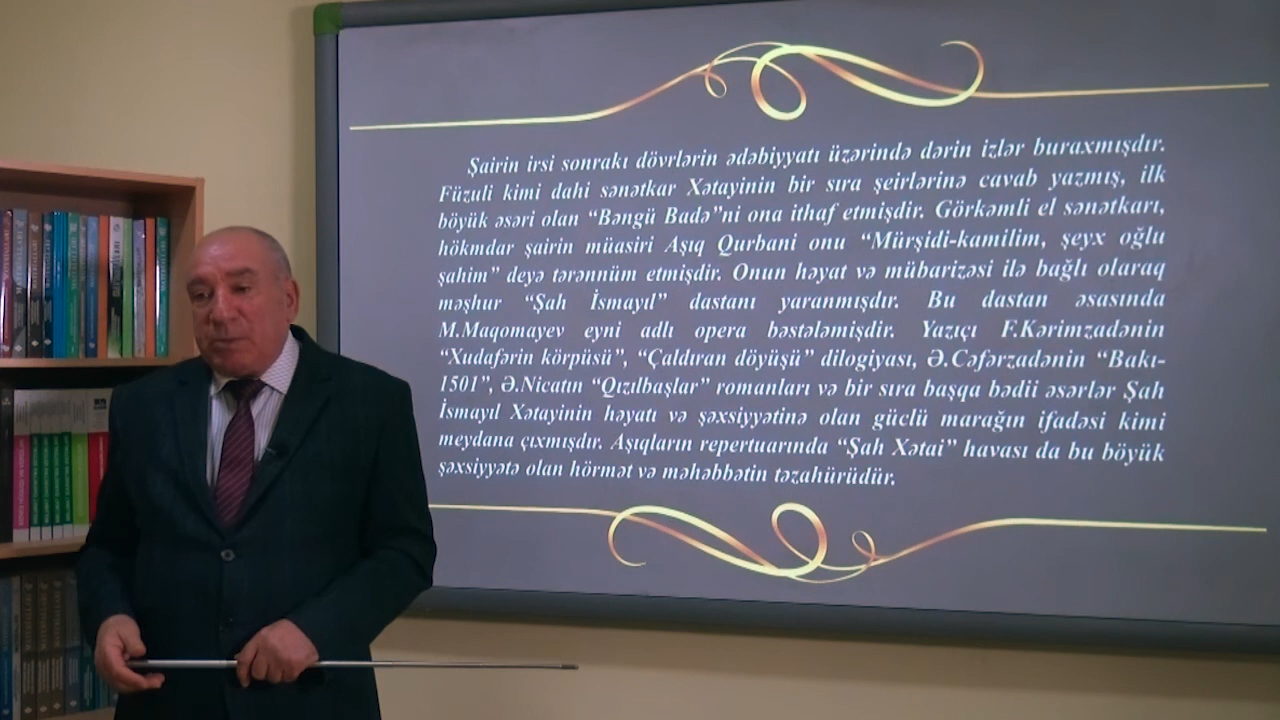 Şairin irsi sonrakı dövrlərin ədəbiyyatı üzərində dərin izlər buraxmışdır.
Füzuli kimi dahi sənətkar Xətayinin bir sıra şeirlərinə cavab yazmış, ilk
böyük əsəri olan “Bəngü Badə”ni ona ithaf etmişdir. Görkəmli el sənətkarı,
hökmdar şairin müasiri Aşıq Qurbani onu “Mürşidi-kamilim, şeyx oğlu
şahim” deyə tərənnüm etmişdir. Onun həyat və mübarizəsi ilə bağlı olaraq
məşhur “Şah İsmayıl” dastanı yaranmışdır. Bu dastan əsasında
M.Maqomayev eyni adlı opera bəstələmişdir. Yazıçı F.Kərimzadənin
“Xudafərin körpüsü”, “Çaldıran döyüşü” dilogiyası, Ə.Cəfərzadənin “Bakı-
1501”, Ə.Nicatın “Qızılbaşlar” romanları və bir sıra başqa bədii əsərlər Şah
İsmayıl Xətayinin həyatı və şəxsiyyətinə olan güclü marağın ifadəsi kimi
meydana çıxmışdır. Aşıqların repertuarında “Şah Xətai” havası da bu böyük
şəxsiyyətə olan hörmət və məhəbbətin təzahürüdür.